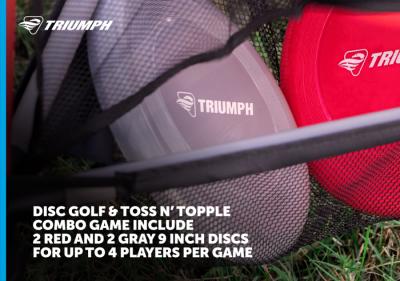 TRIUMPH
TRIUMPH
TRIUM
DISC GOLF & TOSS N' TOPPLE
COMBO GAME INCLUDE
2 RED AND 2 GRAY 9 INCH DISCS
FOR UP TO 4 PLAYERS PER GAME